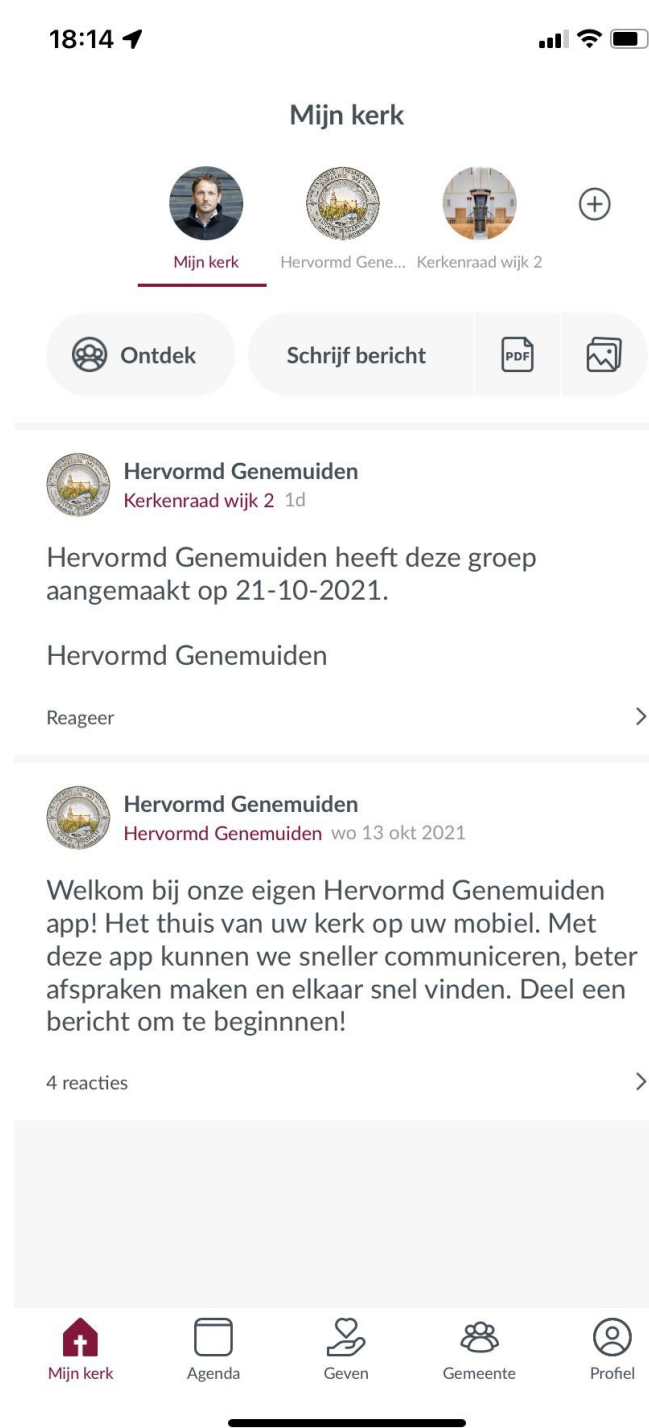 18:14
Mijn kerk
Mijn kerk
Hervormd Gene...
Kerkenraad wijk 2
Ontdek
Schrijf bericht
PDF
Hervormd Genemuiden
Kerkenraad wijk 2 1d
Hervormd Genemuiden heeft deze groep
aangemaakt op 21-10-2021.
Hervormd Genemuiden
Reageer
Hervormd Genemuiden
Hervormd Genemuiden wo 13 okt 2021
Welkom bij onze eigen Hervormd Genemuiden
app! Het thuis van uw kerk op uw mobiel. Met
deze app kunnen we sneller communiceren, beter
afspraken maken en elkaar snel vinden. Deel een
bericht om te beginnnen!
4 reacties
Mijn kerk
Agenda
Geven
Gemeente
Profiel